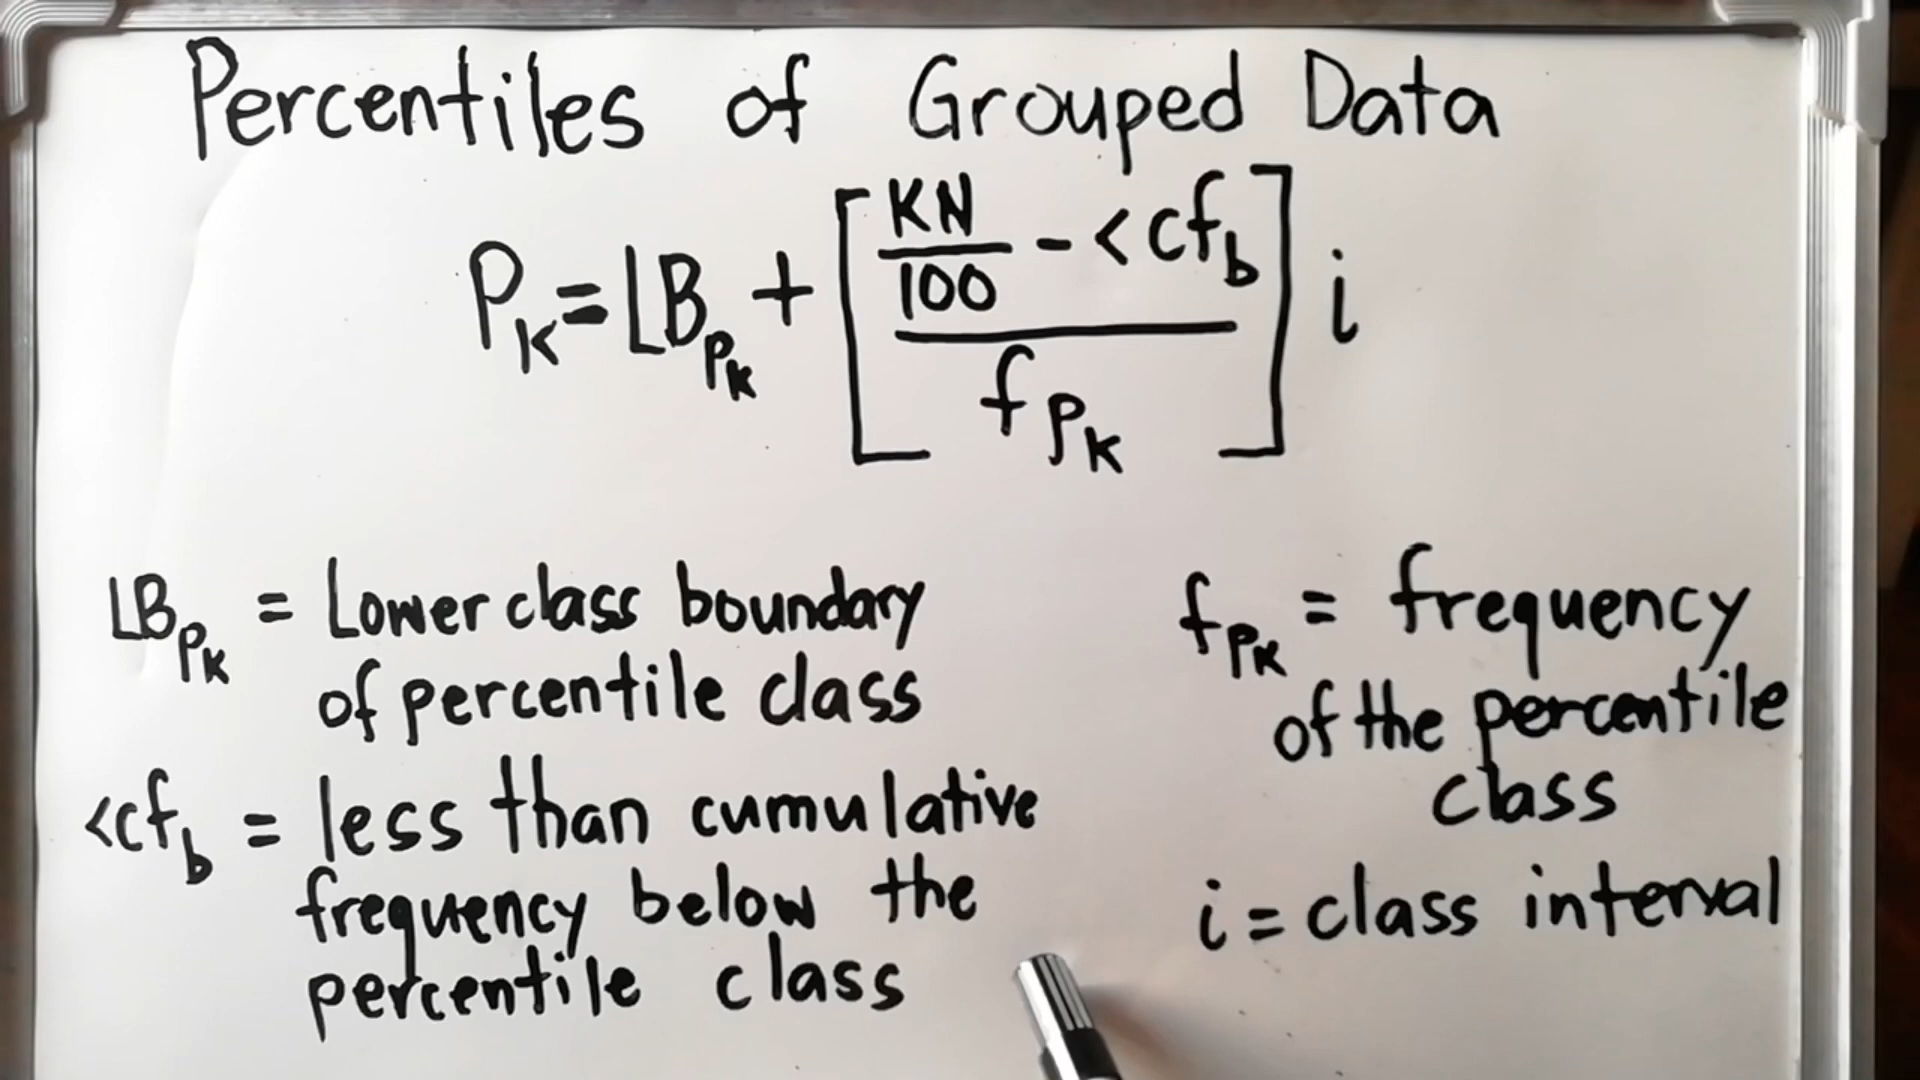 Percentiles of Grouped Data
P_K = LB_{P_K} + [ (KN/100 - <cf_b) / f_{P_K} ] i
LB_{P_K} = Lower class boundary
of percentile class
<cf_b = less than cumulative
frequency below the
percentile class
f_{P_K} = frequency
of the percentile
class
i = class interval